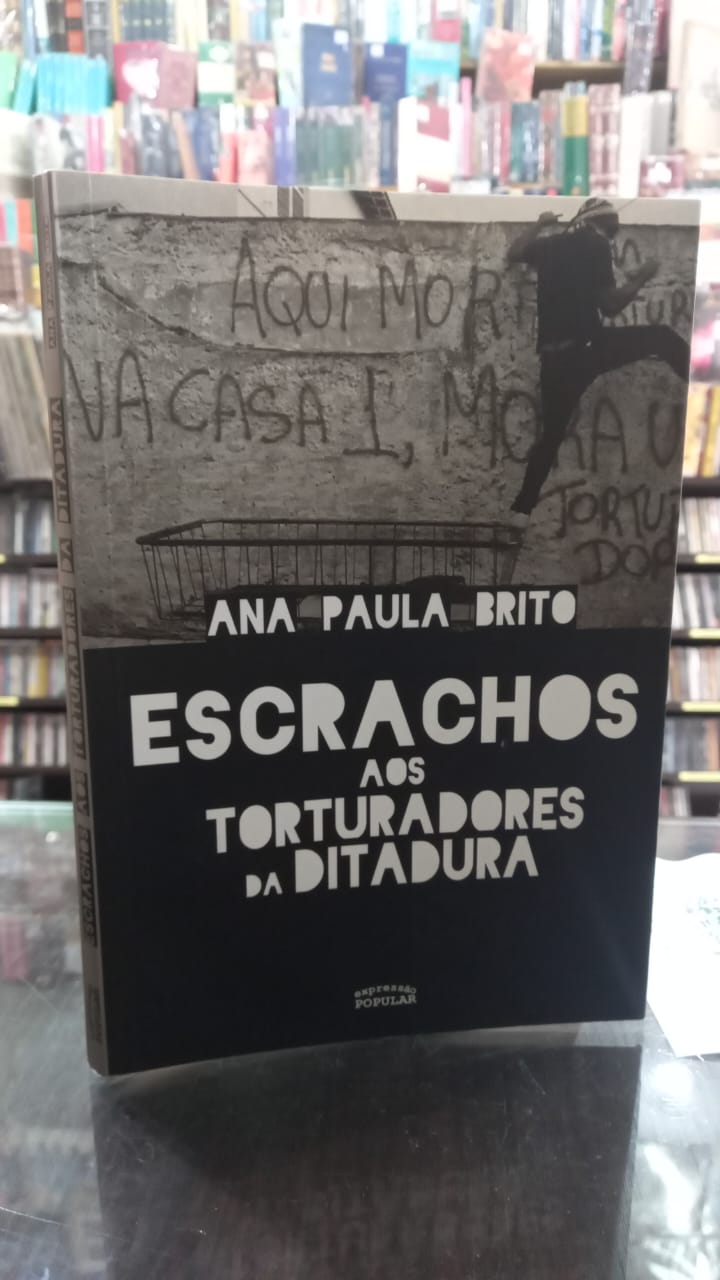 AQUI MORA
NA CASA 1, MORA U
TORTU
DOP
ANA PAULA BRITO
ESCRACHOS
AOS
TORTURADORES
DA DITADURA
expressão
POPULAR
ESCRACHOS AOS TORTURADORES DA DITADURA